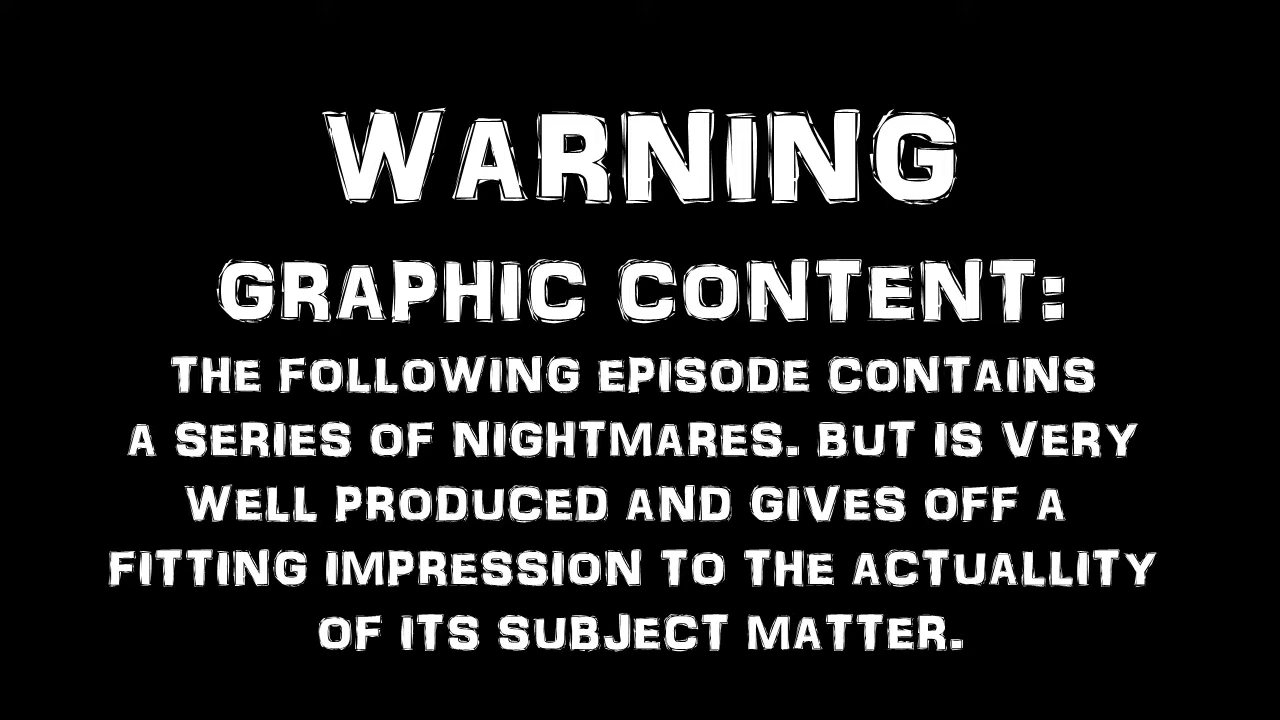 WARNING
GRAPHIC CONTENT:
THE FOLLOWING EPISODE CONTAINS
A SERIES OF NIGHTMARES. BUT IS VERY
WELL PRODUCED AND GIVES OFF A
FITTING IMPRESSION TO THE ACTUALLITY
OF ITS SUBJECT MATTER.